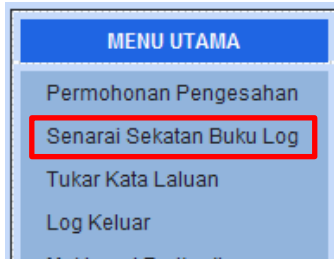 MENU UTAMA
Permohonan Pengesahan
Senarai Sekatan Buku Log
Tukar Kata Laluan
Log Keluar